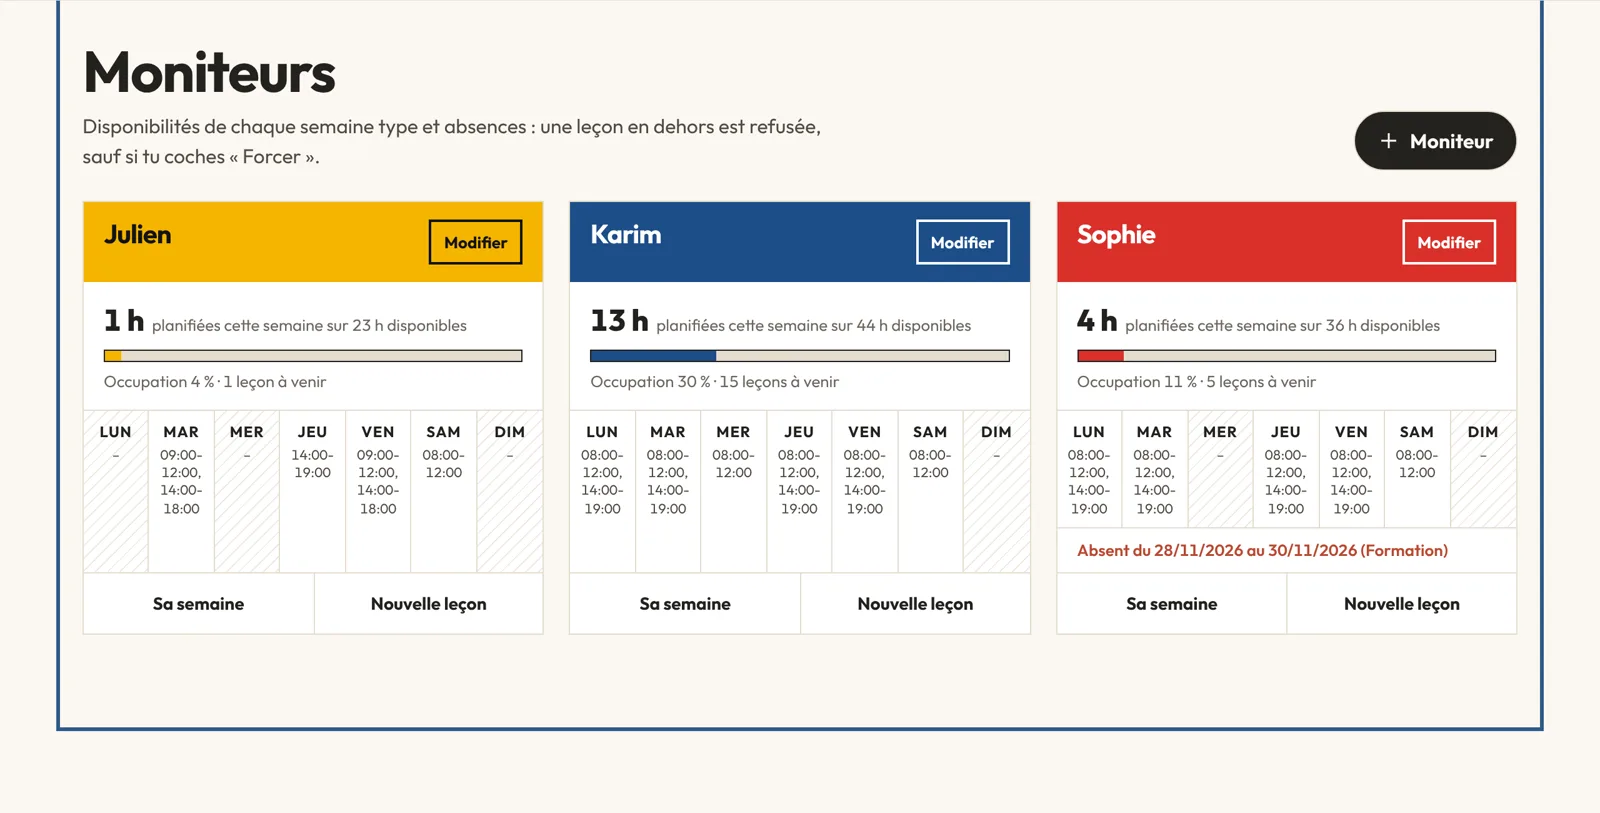 Moniteurs
Disponibilités de chaque semaine type et absences : une leçon en dehors est refusée,
sauf si tu coches « Forcer ».
+ Moniteur
Julien
Modifier
1 h planifiées cette semaine sur 23 h disponibles
Occupation 4 % · 1 leçon à venir
LUN
–
MAR
09:00-
12:00,
14:00-
18:00
MER
–
JEU
14:00-
19:00
VEN
09:00-
12:00,
14:00-
18:00
SAM
08:00-
12:00
DIM
–
Sa semaine
Nouvelle leçon
Karim
Modifier
13 h planifiées cette semaine sur 44 h disponibles
Occupation 30 % · 15 leçons à venir
LUN
08:00-
12:00,
14:00-
19:00
MAR
08:00-
12:00,
14:00-
19:00
MER
08:00-
12:00
JEU
08:00-
12:00,
14:00-
19:00
VEN
08:00-
12:00,
14:00-
19:00
SAM
08:00-
12:00
DIM
–
Sa semaine
Nouvelle leçon
Sophie
Modifier
4 h planifiées cette semaine sur 36 h disponibles
Occupation 11 % · 5 leçons à venir
LUN
08:00-
12:00,
14:00-
19:00
MAR
08:00-
12:00,
14:00-
19:00
MER
–
JEU
08:00-
12:00,
14:00-
19:00
VEN
08:00-
12:00,
14:00-
19:00
SAM
08:00-
12:00
DIM
–
Absent du 28/11/2026 au 30/11/2026 (Formation)
Sa semaine
Nouvelle leçon